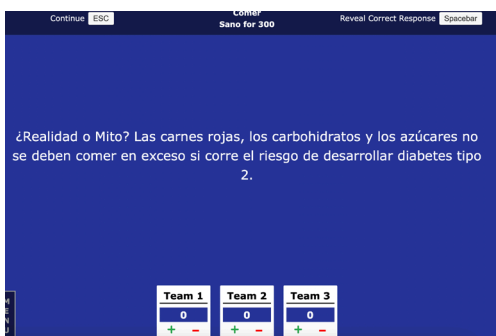 Continue ESC
Comer
Sano for 300
Reveal Correct Response Spacebar
¿Realidad o Mito? Las carnes rojas, los carbohidratos y los azúcares no
se deben comer en exceso si corre el riesgo de desarrollar diabetes tipo
2.
MENU
Team 1 Team 2 Team 3
0 0 0
+ − + − + −